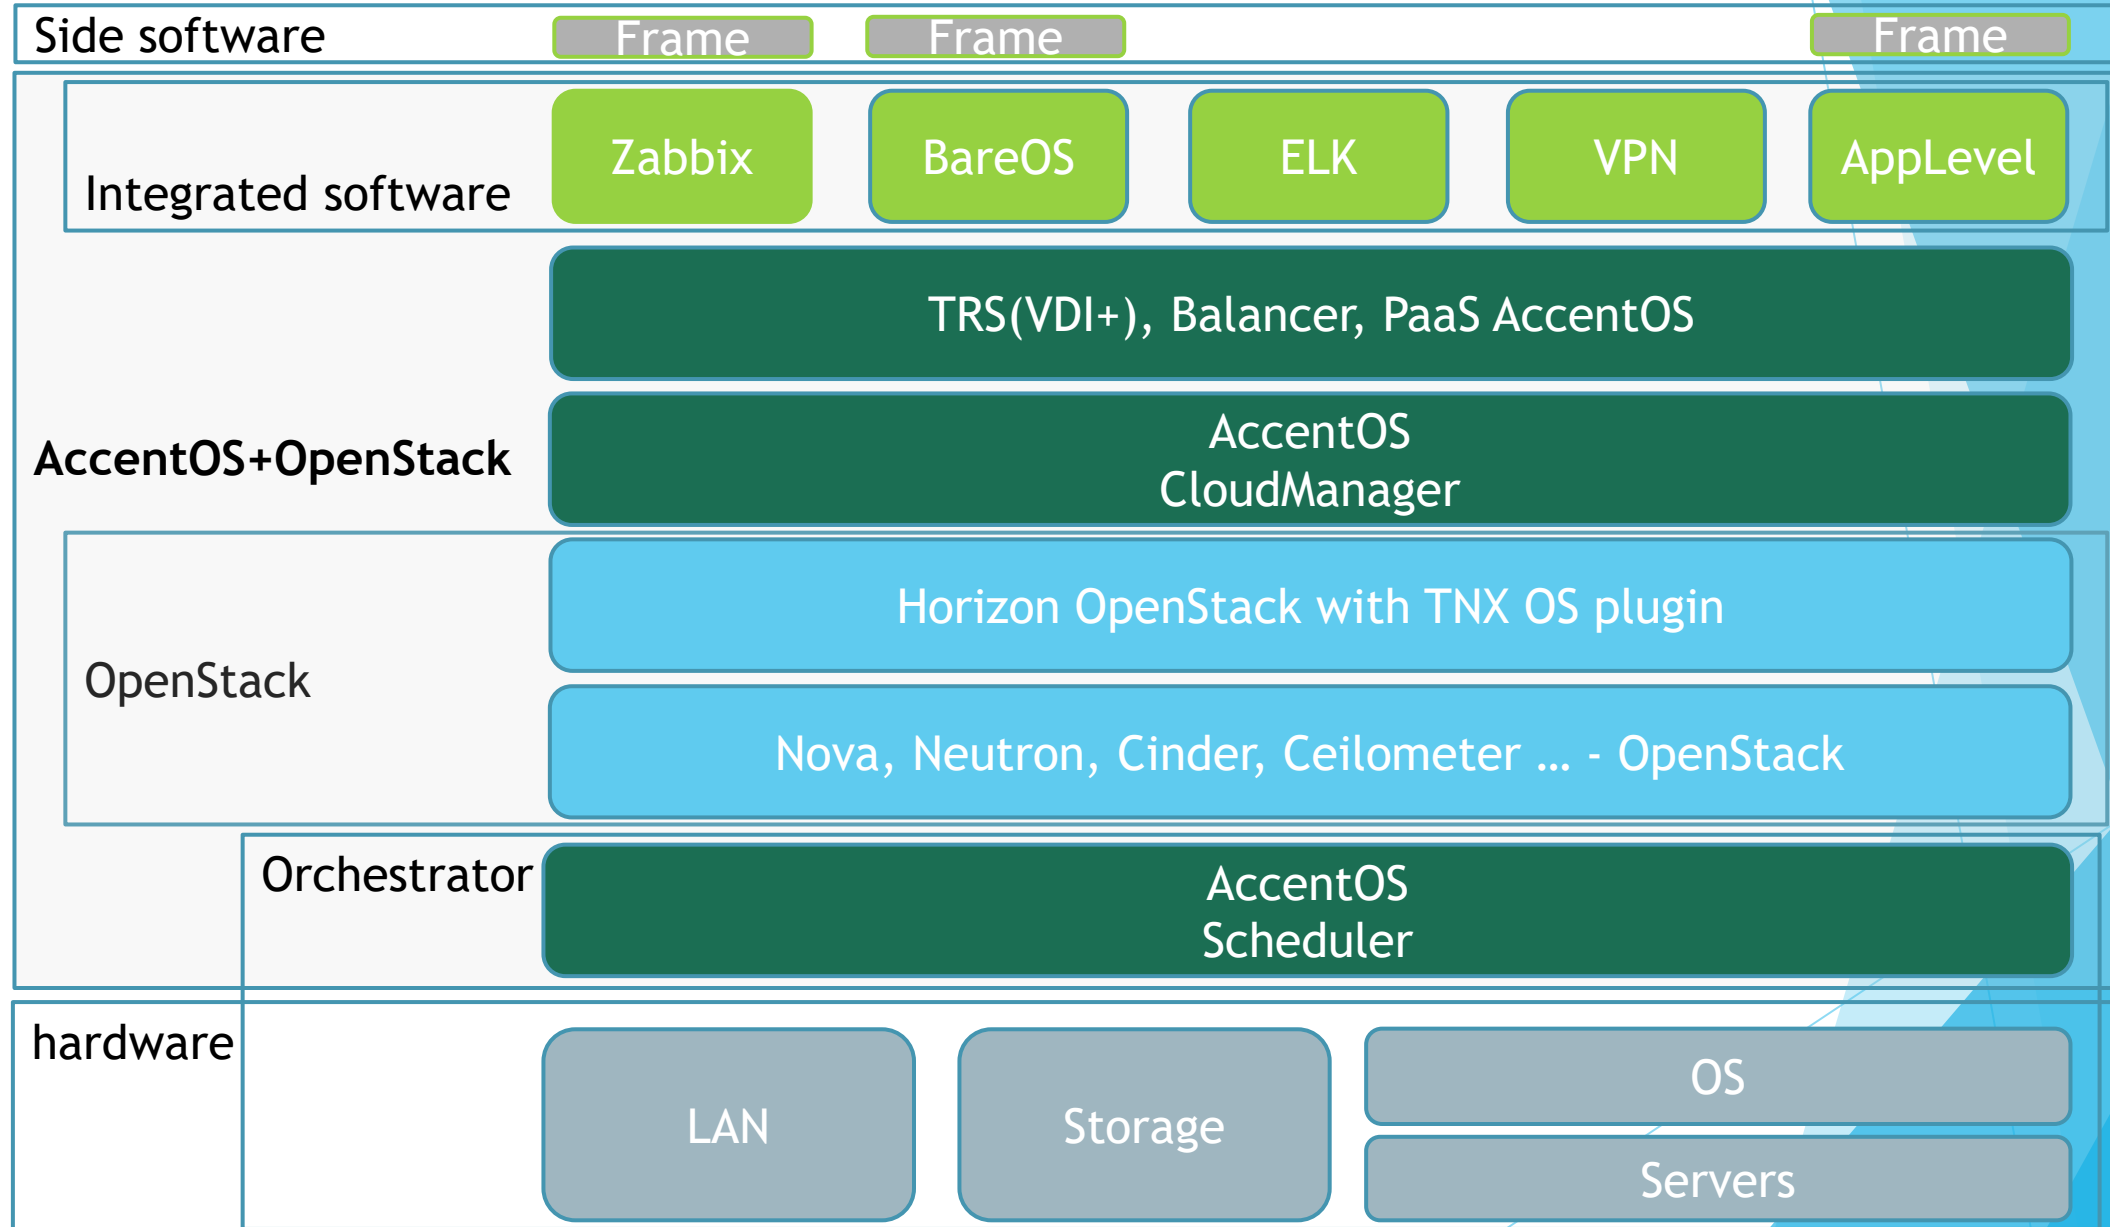 Side software
Frame
Frame
Frame
Integrated software
Zabbix
BareOS
ELK
VPN
AppLevel
TRS(VDI+), Balancer, PaaS AccentOS
AccentOS+OpenStack
AccentOS
CloudManager
OpenStack
Horizon OpenStack with TNX OS plugin
Nova, Neutron, Cinder, Ceilometer … - OpenStack
Orchestrator
AccentOS
Scheduler
hardware
LAN
Storage
OS
Servers